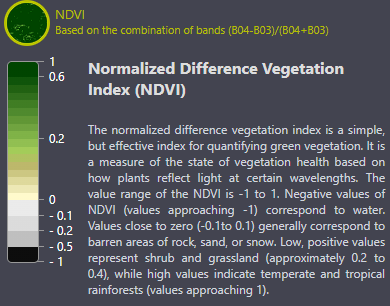 NDVI
Based on the combination of bands (B04-B03)/(B04+B03)
1
0.6
0.2
0
- 0.1
- 0.2
- 0.5
- 1
Normalized Difference Vegetation
Index (NDVI)
The normalized difference vegetation index is a simple,
but effective index for quantifying green vegetation. It is
a measure of the state of vegetation health based on
how plants reflect light at certain wavelengths. The
value range of the NDVI is -1 to 1. Negative values of
NDVI (values approaching -1) correspond to water.
Values close to zero (-0.1to 0.1) generally correspond to
barren areas of rock, sand, or snow. Low, positive values
represent shrub and grassland (approximately 0.2 to
0.4), while high values indicate temperate and tropical
rainforests (values approaching 1).